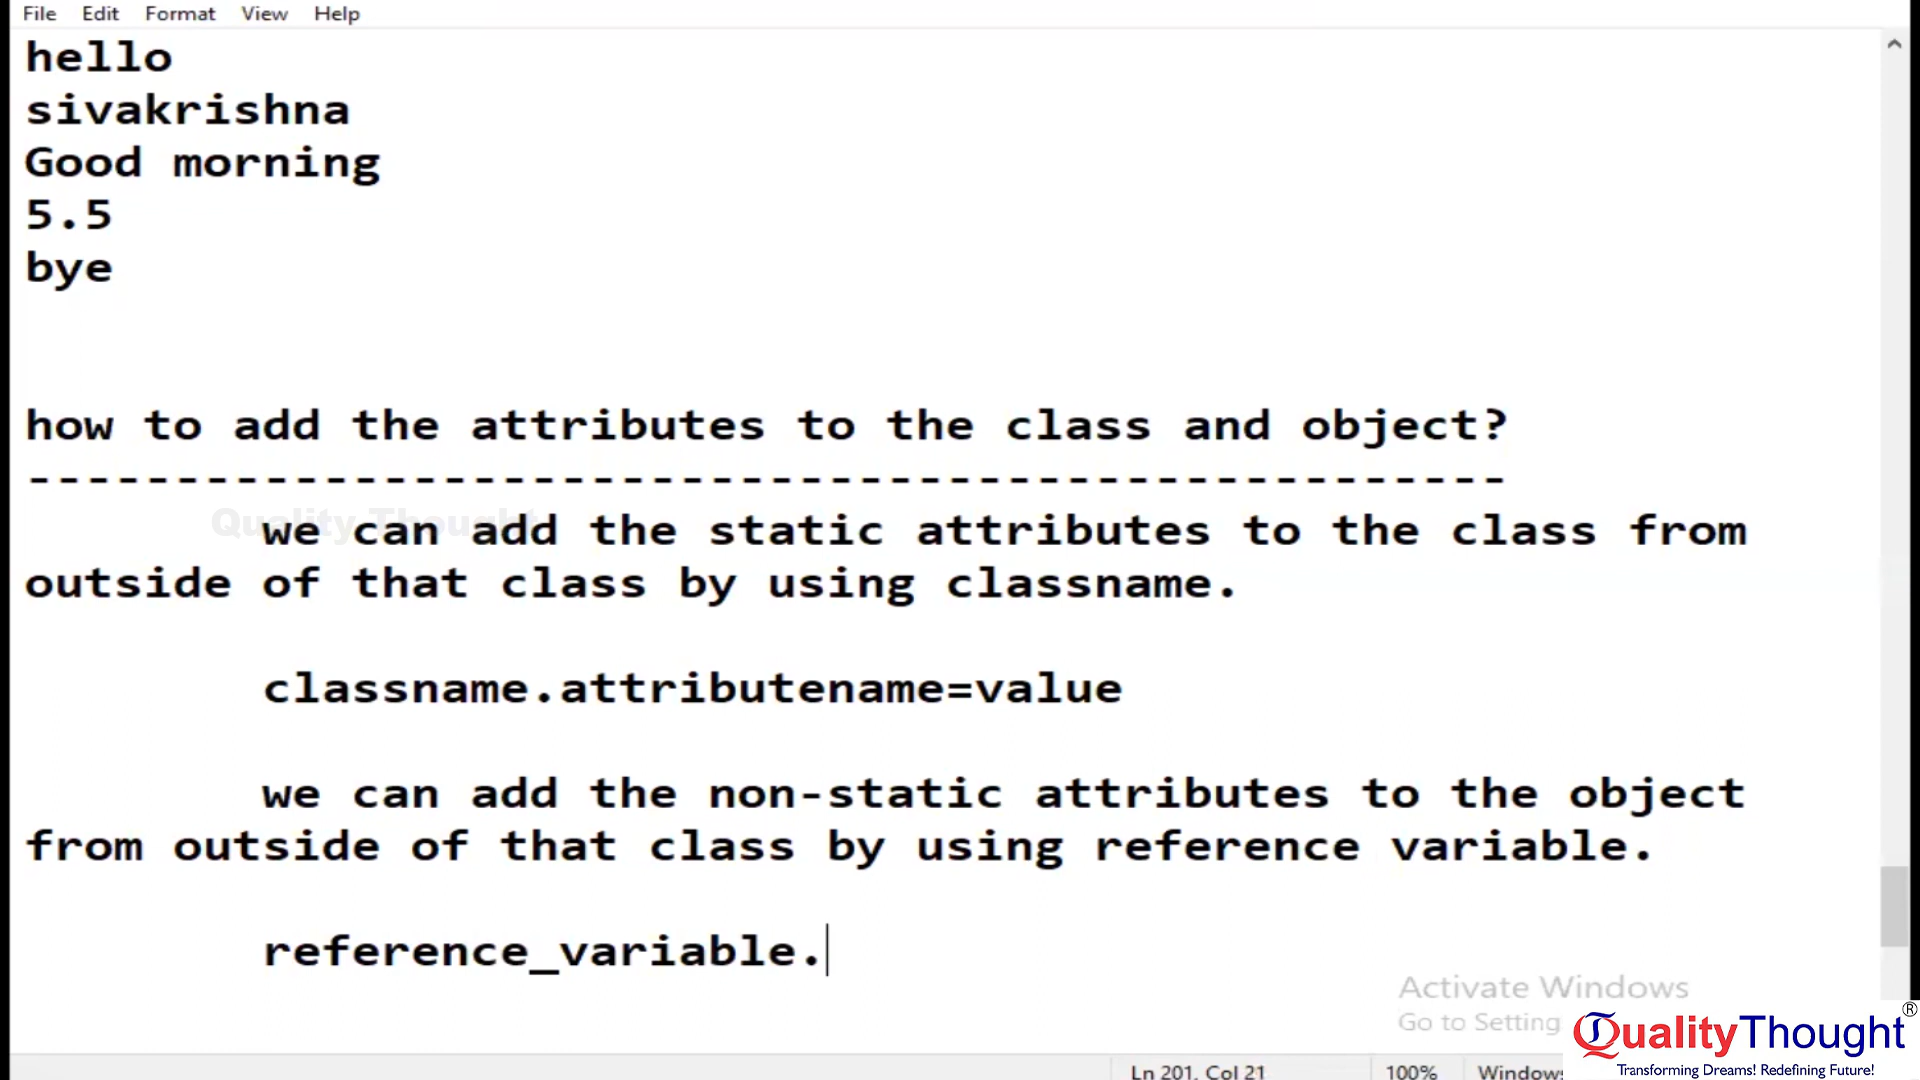 File Edit Format View Help
hello
sivakrishna
Good morning
5.5
bye
how to add the attributes to the class and object?
--------------------------------------------------
we can add the static attributes to the class from
outside of that class by using classname.
Quality Thought
classname.attributename=value
we can add the non-static attributes to the object
from outside of that class by using reference variable.
reference_variable.
Activate Windows
Go to Setting
QualityThought®
Transforming Dreams! Redefining Future!
Ln 201, Col 21 100% Windows